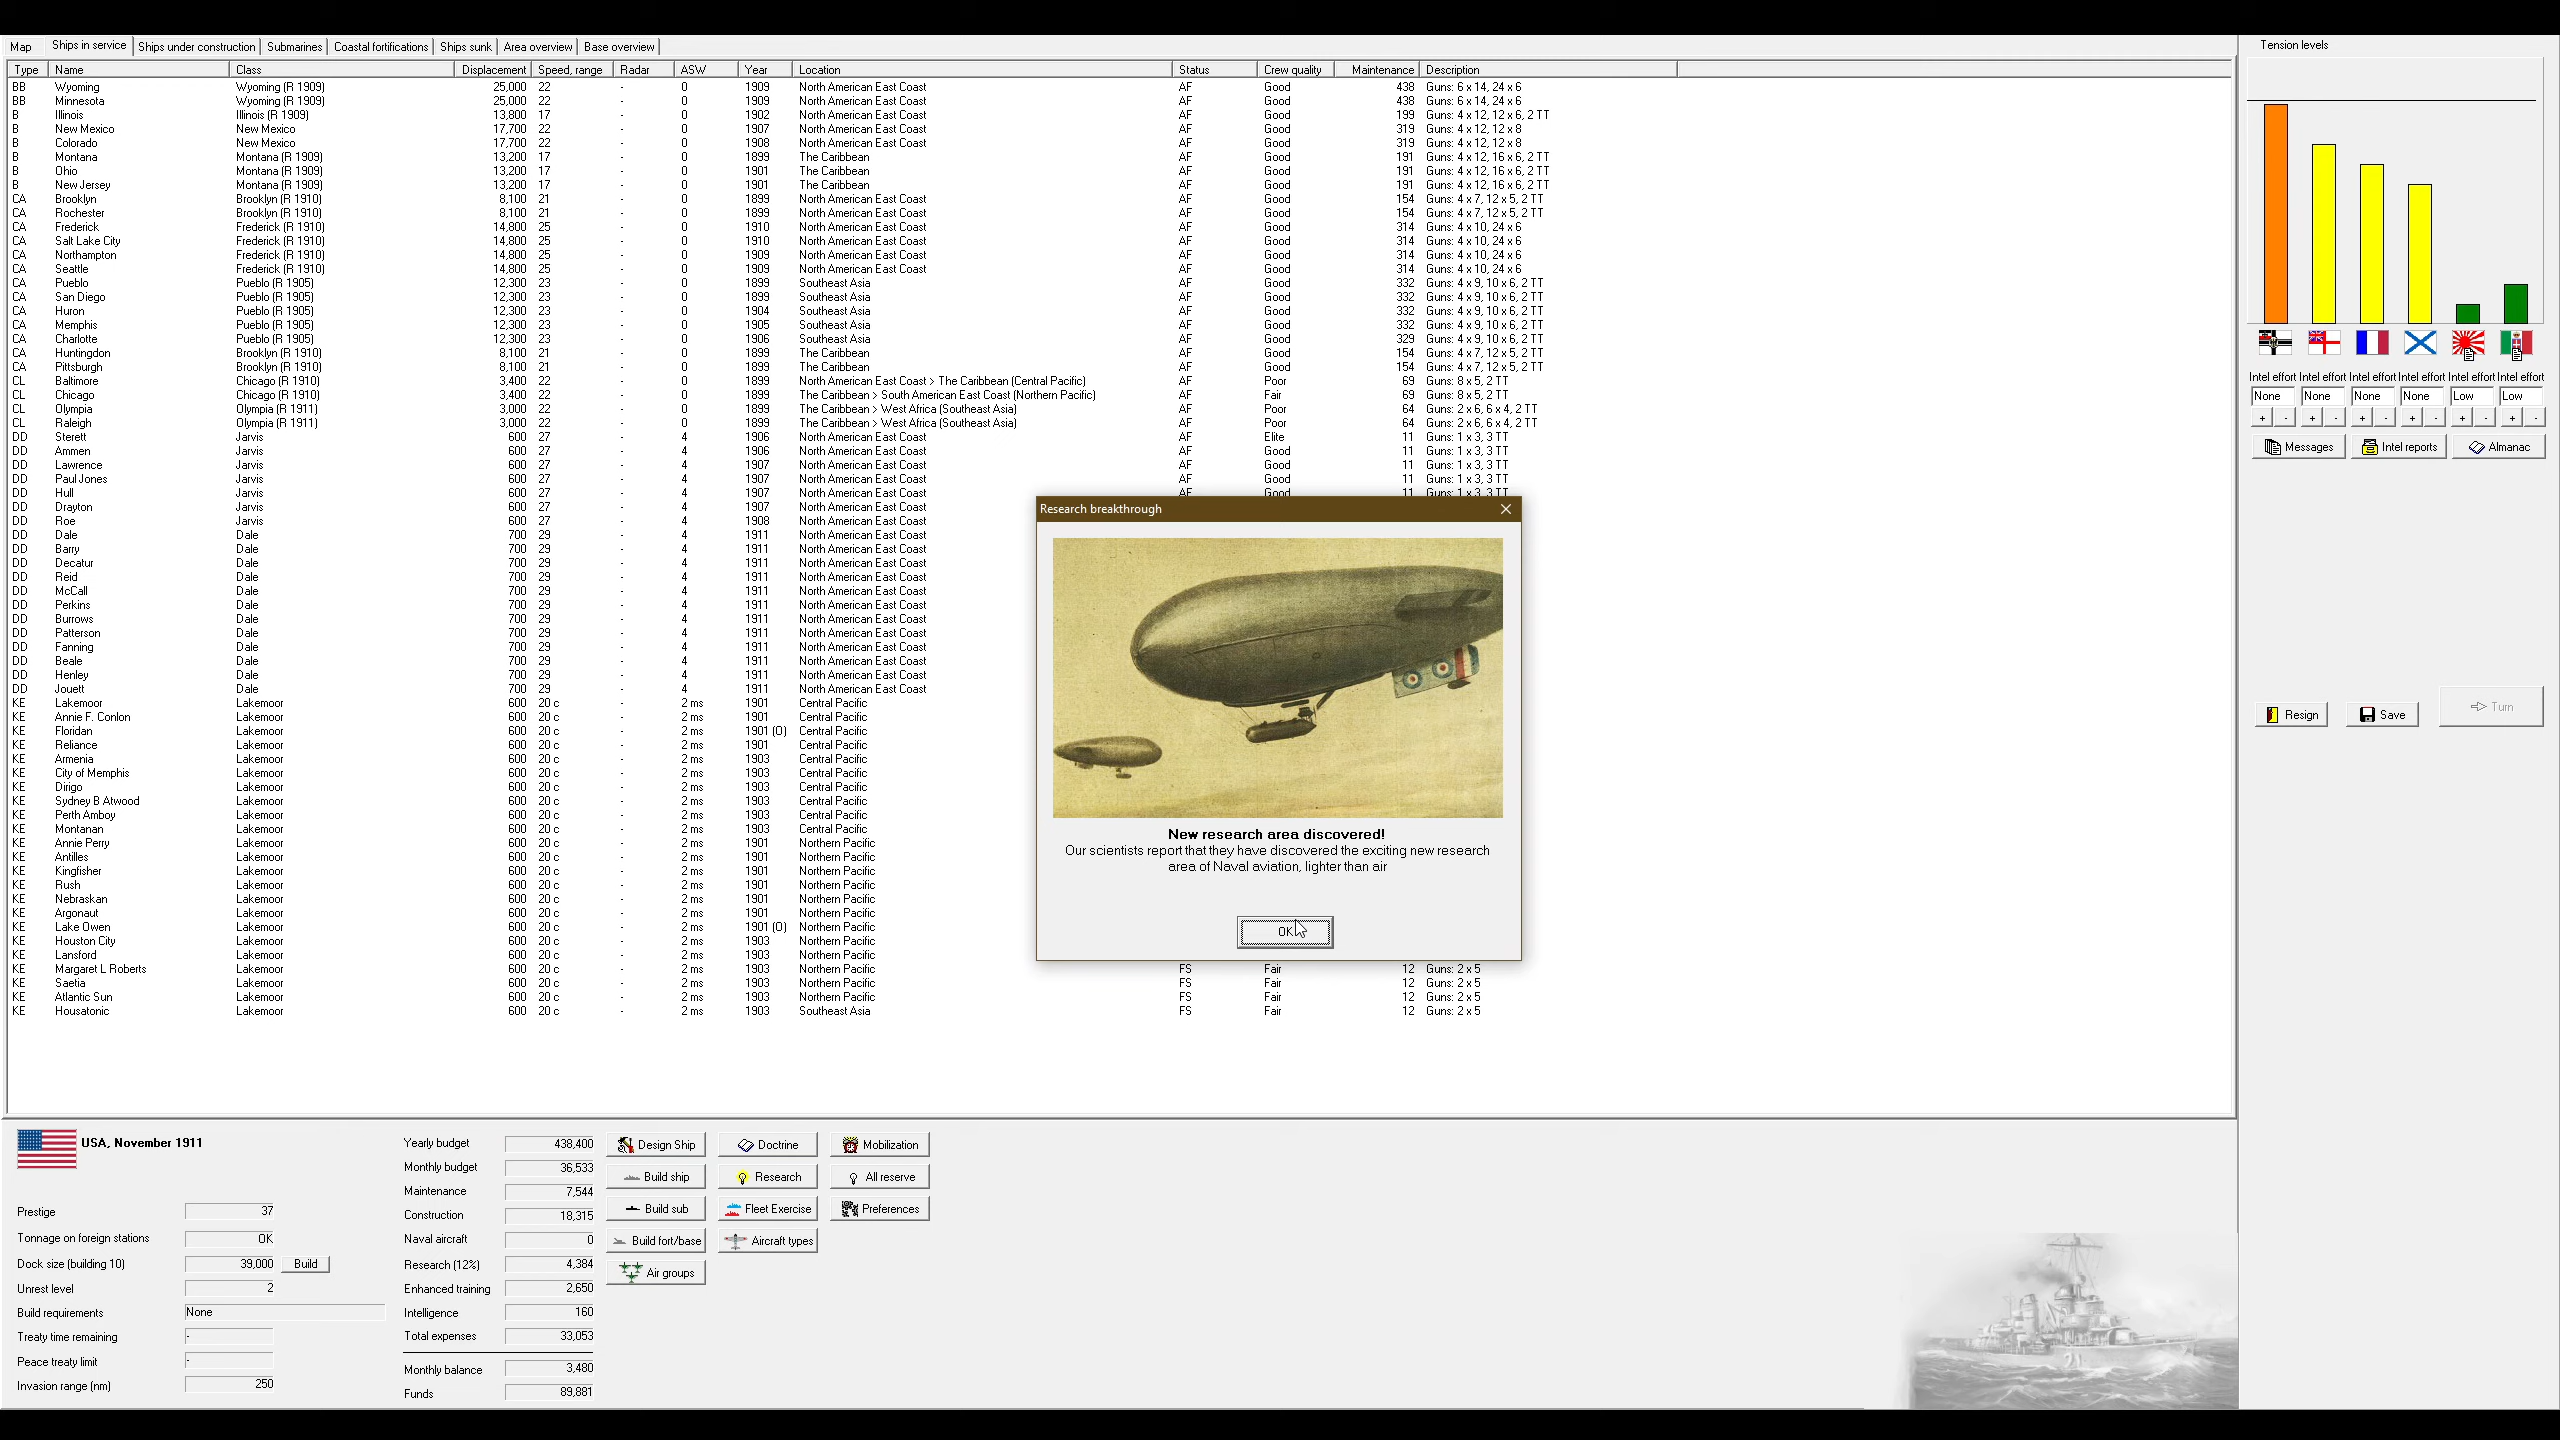 Map Ships in service Ships under construction Submarines Coastal fortifications Ships sunk Area overview Base overview
Type Name Class Displacement Speed, range Radar ASW Year Location Status Crew quality Maintenance Description
BB Wyoming Wyoming (R 1909) 25,000 22 - 0 1909 North American East Coast AF Good 438 Guns: 6 x 14, 24 x 6
BB Minnesota Wyoming (R 1909) 25,000 22 - 0 1909 North American East Coast AF Good 438 Guns: 6 x 14, 24 x 6
B Illinois Illinois (R 1909) 13,800 17 - 0 1902 North American East Coast AF Good 199 Guns: 4 x 12, 12 x 6, 2 TT
B New Mexico New Mexico 17,700 22 - 0 1907 North American East Coast AF Good 319 Guns: 4 x 12, 12 x 8
B Colorado New Mexico 17,700 22 - 0 1908 North American East Coast AF Good 319 Guns: 4 x 12, 12 x 8
B Montana Montana (R 1909) 13,200 17 - 0 1899 The Caribbean AF Good 191 Guns: 4 x 12, 16 x 6, 2 TT
B Ohio Montana (R 1909) 13,200 17 - 0 1901 The Caribbean AF Good 191 Guns: 4 x 12, 16 x 6, 2 TT
B New Jersey Montana (R 1909) 13,200 17 - 0 1901 The Caribbean AF Good 191 Guns: 4 x 12, 16 x 6, 2 TT
CA Brooklyn Brooklyn (R 1910) 8,100 21 - 0 1899 North American East Coast AF Good 154 Guns: 4 x 7, 12 x 5, 2 TT
CA Rochester Brooklyn (R 1910) 8,100 21 - 0 1899 North American East Coast AF Good 154 Guns: 4 x 7, 12 x 5, 2 TT
CA Frederick Frederick (R 1910) 14,800 25 - 0 1910 North American East Coast AF Good 314 Guns: 4 x 10, 24 x 6
CA Salt Lake City Frederick (R 1910) 14,800 25 - 0 1910 North American East Coast AF Good 314 Guns: 4 x 10, 24 x 6
CA Northampton Frederick (R 1910) 14,800 25 - 0 1909 North American East Coast AF Good 314 Guns: 4 x 10, 24 x 6
CA Seattle Frederick (R 1910) 14,800 25 - 0 1909 North American East Coast AF Good 314 Guns: 4 x 10, 24 x 6
CA Pueblo Pueblo (R 1905) 12,300 23 - 0 1899 Southeast Asia AF Good 332 Guns: 4 x 9, 10 x 6, 2 TT
CA San Diego Pueblo (R 1905) 12,300 23 - 0 1899 Southeast Asia AF Good 332 Guns: 4 x 9, 10 x 6, 2 TT
CA Huron Pueblo (R 1905) 12,300 23 - 0 1904 Southeast Asia AF Good 332 Guns: 4 x 9, 10 x 6, 2 TT
CA Memphis Pueblo (R 1905) 12,300 23 - 0 1905 Southeast Asia AF Good 332 Guns: 4 x 9, 10 x 6, 2 TT
CA Charlotte Pueblo (R 1905) 12,300 23 - 0 1906 Southeast Asia AF Good 329 Guns: 4 x 9, 10 x 6, 2 TT
CA Huntingdon Brooklyn (R 1910) 8,100 21 - 0 1899 The Caribbean AF Good 154 Guns: 4 x 7, 12 x 5, 2 TT
CA Pittsburgh Brooklyn (R 1910) 8,100 21 - 0 1899 The Caribbean AF Good 154 Guns: 4 x 7, 12 x 5, 2 TT
CL Baltimore Chicago (R 1910) 3,400 22 - 0 1899 North American East Coast > The Caribbean (Central Pacific) AF Poor 69 Guns: 8 x 5, 2 TT
CL Chicago Chicago (R 1910) 3,400 22 - 0 1899 The Caribbean > South American East Coast (Northern Pacific) AF Fair 69 Guns: 8 x 5, 2 TT
CL Olympia Olympia (R 1911) 3,000 22 - 0 1899 The Caribbean > West Africa (Southeast Asia) AF Poor 64 Guns: 2 x 6, 6 x 4, 2 TT
CL Raleigh Olympia (R 1911) 3,000 22 - 0 1899 The Caribbean > West Africa (Southeast Asia) AF Poor 64 Guns: 2 x 6, 6 x 4, 2 TT
DD Sterett Jarvis 600 27 - 4 1906 North American East Coast AF Elite 11 Guns: 1 x 3, 3 TT
DD Ammen Jarvis 600 27 - 4 1906 North American East Coast AF Good 11 Guns: 1 x 3, 3 TT
DD Lawrence Jarvis 600 27 - 4 1907 North American East Coast AF Good 11 Guns: 1 x 3, 3 TT
DD Paul Jones Jarvis 600 27 - 4 1907 North American East Coast AF Good 11 Guns: 1 x 3, 3 TT
DD Hull Jarvis 600 27 - 4 1907 North American East Coast AF Good 11 Guns: 1 x 3, 3 TT
DD Drayton Jarvis 600 27 - 4 1907 North American East Coast
DD Roe Jarvis 600 27 - 4 1908 North American East Coast
DD Dale Dale 700 29 - 4 1911 North American East Coast
DD Barry Dale 700 29 - 4 1911 North American East Coast
DD Decatur Dale 700 29 - 4 1911 North American East Coast
DD Reid Dale 700 29 - 4 1911 North American East Coast
DD McCall Dale 700 29 - 4 1911 North American East Coast
DD Perkins Dale 700 29 - 4 1911 North American East Coast
DD Burrows Dale 700 29 - 4 1911 North American East Coast
DD Patterson Dale 700 29 - 4 1911 North American East Coast
DD Fanning Dale 700 29 - 4 1911 North American East Coast
DD Beale Dale 700 29 - 4 1911 North American East Coast
DD Henley Dale 700 29 - 4 1911 North American East Coast
DD Jouett Dale 700 29 - 4 1911 North American East Coast
KE Lakemoor Lakemoor 600 20 c - 2 ms 1901 Central Pacific
KE Annie F. Conlon Lakemoor 600 20 c - 2 ms 1901 Central Pacific
KE Floridan Lakemoor 600 20 c - 2 ms 1901 (O) Central Pacific
KE Reliance Lakemoor 600 20 c - 2 ms 1901 Central Pacific
KE Armenia Lakemoor 600 20 c - 2 ms 1903 Central Pacific
KE City of Memphis Lakemoor 600 20 c - 2 ms 1903 Central Pacific
KE Dirigo Lakemoor 600 20 c - 2 ms 1903 Central Pacific
KE Sydney B Atwood Lakemoor 600 20 c - 2 ms 1903 Central Pacific
KE Perth Amboy Lakemoor 600 20 c - 2 ms 1903 Central Pacific
KE Montanan Lakemoor 600 20 c - 2 ms 1903 Central Pacific
KE Annie Perry Lakemoor 600 20 c - 2 ms 1901 Northern Pacific
KE Antilles Lakemoor 600 20 c - 2 ms 1901 Northern Pacific
KE Kingfisher Lakemoor 600 20 c - 2 ms 1901 Northern Pacific
KE Rush Lakemoor 600 20 c - 2 ms 1901 Northern Pacific
KE Nebraskan Lakemoor 600 20 c - 2 ms 1901 Northern Pacific
KE Argonaut Lakemoor 600 20 c - 2 ms 1901 Northern Pacific
KE Lake Owen Lakemoor 600 20 c - 2 ms 1901 (O) Northern Pacific
KE Houston City Lakemoor 600 20 c - 2 ms 1903 Northern Pacific
KE Lansford Lakemoor 600 20 c - 2 ms 1903 Northern Pacific
KE Margaret L Roberts Lakemoor 600 20 c - 2 ms 1903 Northern Pacific FS Fair 12 Guns: 2 x 5
KE Saetia Lakemoor 600 20 c - 2 ms 1903 Northern Pacific FS Fair 12 Guns: 2 x 5
KE Atlantic Sun Lakemoor 600 20 c - 2 ms 1903 Northern Pacific FS Fair 12 Guns: 2 x 5
KE Housatonic Lakemoor 600 20 c - 2 ms 1903 Southeast Asia FS Fair 12 Guns: 2 x 5
Research breakthrough
New research area discovered!
Our scientists report that they have discovered the exciting new research
area of Naval aviation, lighter than air
OK
Tension levels
Intel effort Intel effort Intel effort Intel effort Intel effort Intel effort
None None None None Low Low
+ - + - + - + - + - + -
Messages Intel reports Almanac
Resign Save Turn
USA, November 1911
Prestige 37
Tonnage on foreign stations OK
Dock size (building 10) 39,000 Build
Unrest level 2
Build requirements None
Treaty time remaining -
Peace treaty limit -
Invasion range (nm) 250
Yearly budget 438,400
Monthly budget 36,533
Maintenance 7,544
Construction 18,315
Naval aircraft 0
Research (12%) 4,384
Enhanced training 2,650
Intelligence 160
Total expenses 33,053
Monthly balance 3,480
Funds 89,881
Design Ship Doctrine Mobilization
Build ship Research All reserve
Build sub Fleet Exercise Preferences
Build fort/base Aircraft types
Air groups